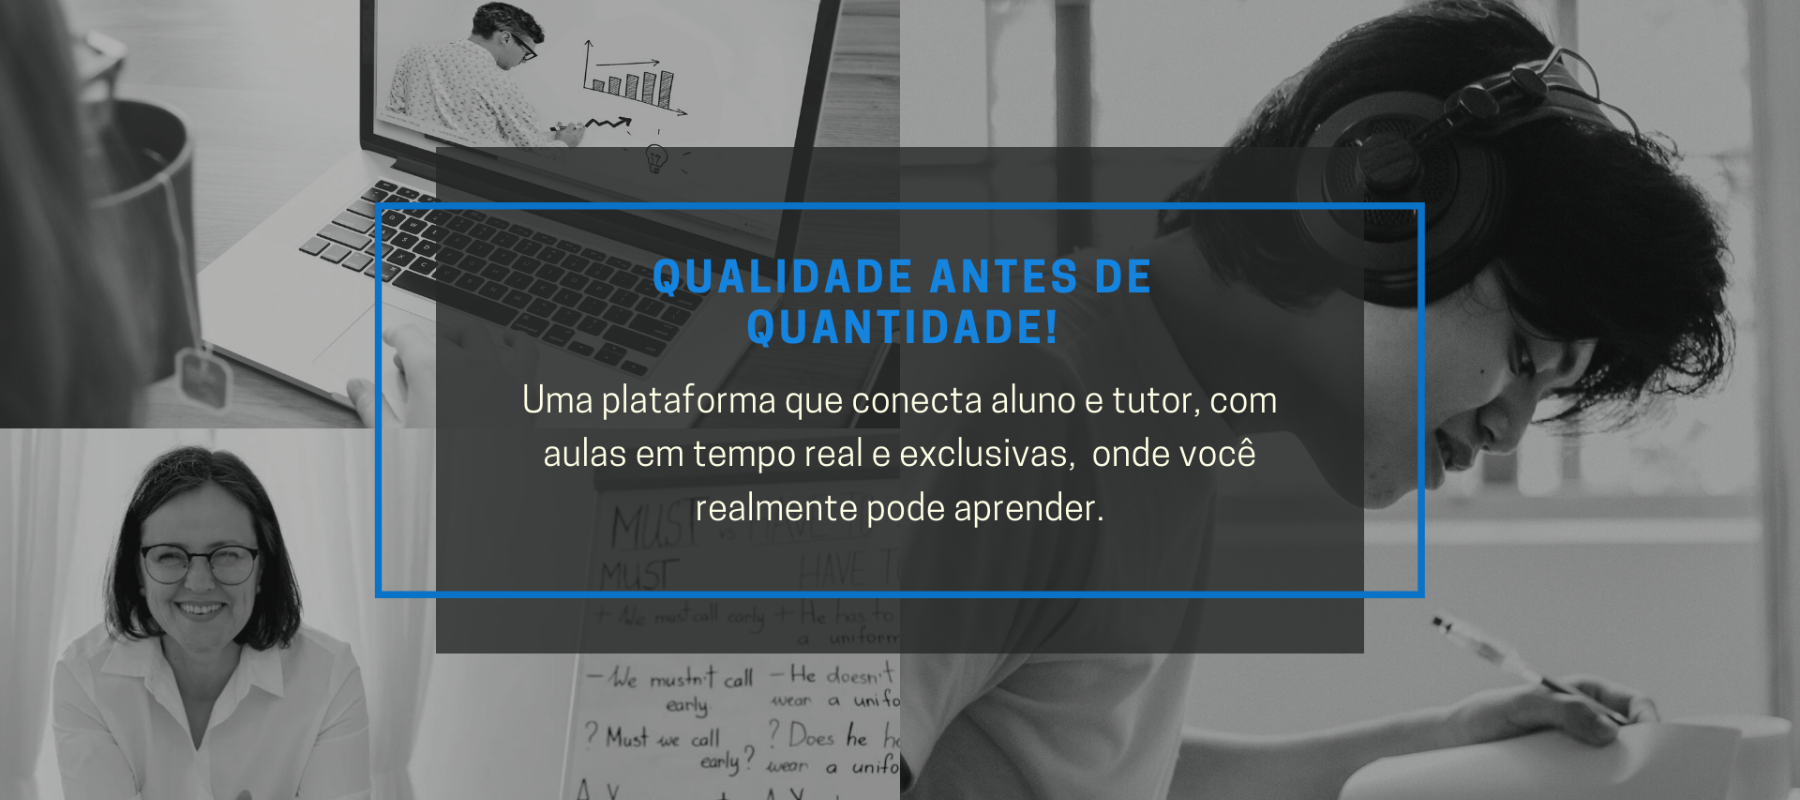 QUALIDADE ANTES DE
QUANTIDADE!
Uma plataforma que conecta aluno e tutor, com
aulas em tempo real e exclusivas, onde você
realmente pode aprender.
MUST vs HAVE TO
MUST HAVE T
+ We must call early + He has to
a uniform
- We mustn't call - He doesn't
early. wear a unifo
? Must we call ? Does he h
early? wear a unifo